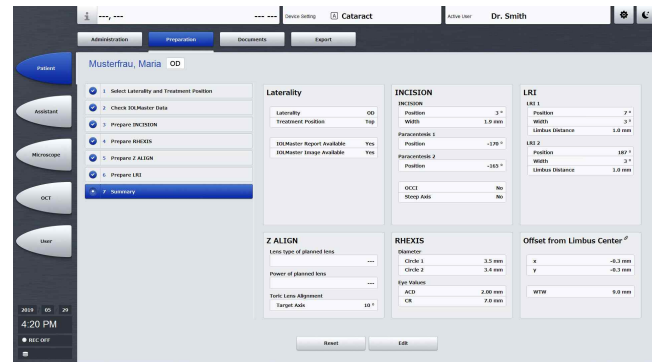 i ---, --- --- --- Device Setting A Cataract Active User Dr. Smith
Administration Preparation Documents Export
Musterfrau, Maria OD
Patient
Assistant
Microscope
OCT
User
2019 05 29
4:20 PM
REC OFF
1 Select Laterality and Treatment Position
2 Check IOLMaster Data
3 Prepare INCISION
4 Prepare RHEXIS
5 Prepare Z ALIGN
6 Prepare LRI
7 Summary
Laterality
Laterality OD
Treatment Position Top
IOLMaster Report Available Yes
IOLMaster Image Available Yes
INCISION
INCISION
Position 3 °
Width 1.9 mm
Paracentesis 1
Position -170 °
Paracentesis 2
Position -165 °
OCCI No
Steep Axis No
LRI
LRI 1
Position 7 °
Width 3 °
Limbus Distance 1.0 mm
LRI 2
Position 187 °
Width 3 °
Limbus Distance 1.0 mm
Z ALIGN
Lens type of planned lens
---
Power of planned lens
---
Toric Lens Alignment
Target Axis 10 °
RHEXIS
Diameter
Circle 1 3.5 mm
Circle 2 3.4 mm
Eye Values
ACD 2.00 mm
CR 7.0 mm
Offset from Limbus Center
x -0.3 mm
y -0.3 mm
WTW 9.0 mm
Reset Edit